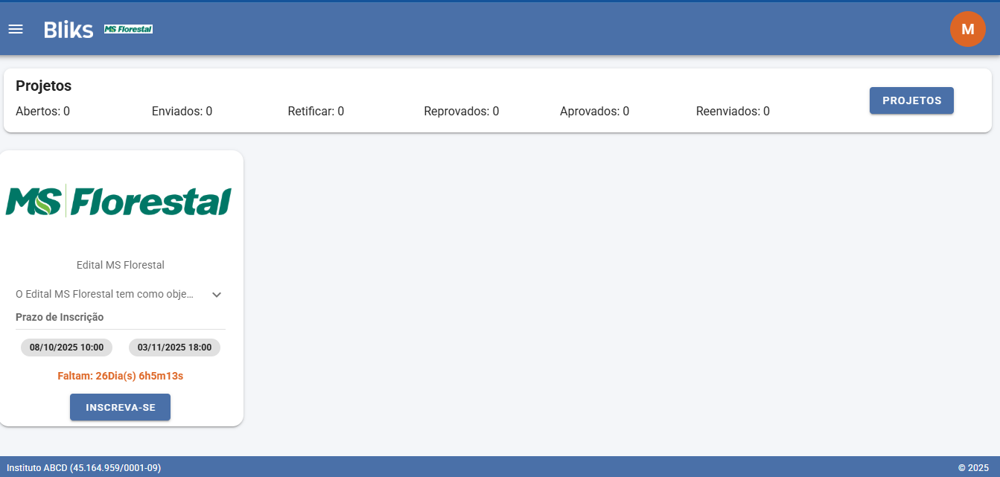 Bliks MS Florestal M
Projetos
Abertos: 0 Enviados: 0 Retificar: 0 Reprovados: 0 Aprovados: 0 Reenviados: 0 PROJETOS
MS Florestal
Edital MS Florestal
O Edital MS Florestal tem como obje...
Prazo de Inscrição
08/10/2025 10:00 03/11/2025 18:00
Faltam: 26Dia(s) 6h5m13s
INSCREVA-SE
Instituto ABCD (45.164.959/0001-09) © 2025